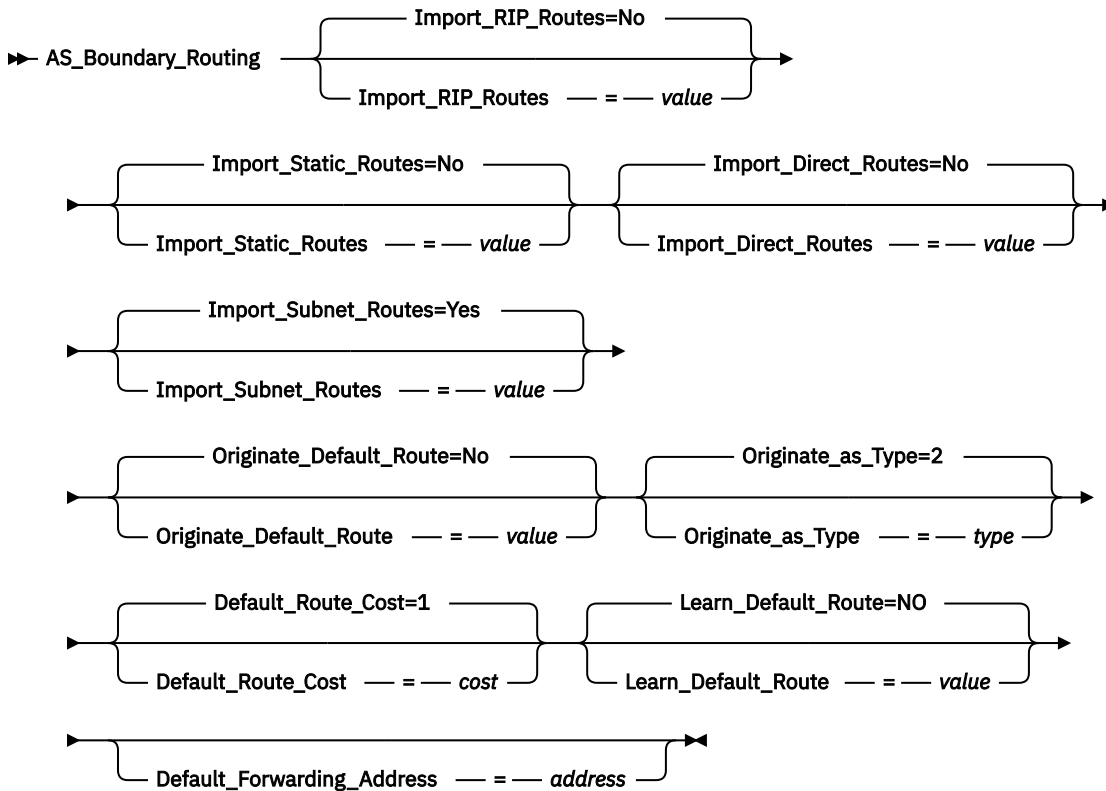 Import_RIP_Routes=No
AS_Boundary_Routing
Import_RIP_Routes = value
Import_Static_Routes=No Import_Direct_Routes=No
Import_Static_Routes = value Import_Direct_Routes = value
Import_Subnet_Routes=Yes
Import_Subnet_Routes = value
Originate_Default_Route=No Originate_as_Type=2
Originate_Default_Route = value Originate_as_Type = type
Default_Route_Cost=1 Learn_Default_Route=NO
Default_Route_Cost = cost Learn_Default_Route = value
Default_Forwarding_Address = address